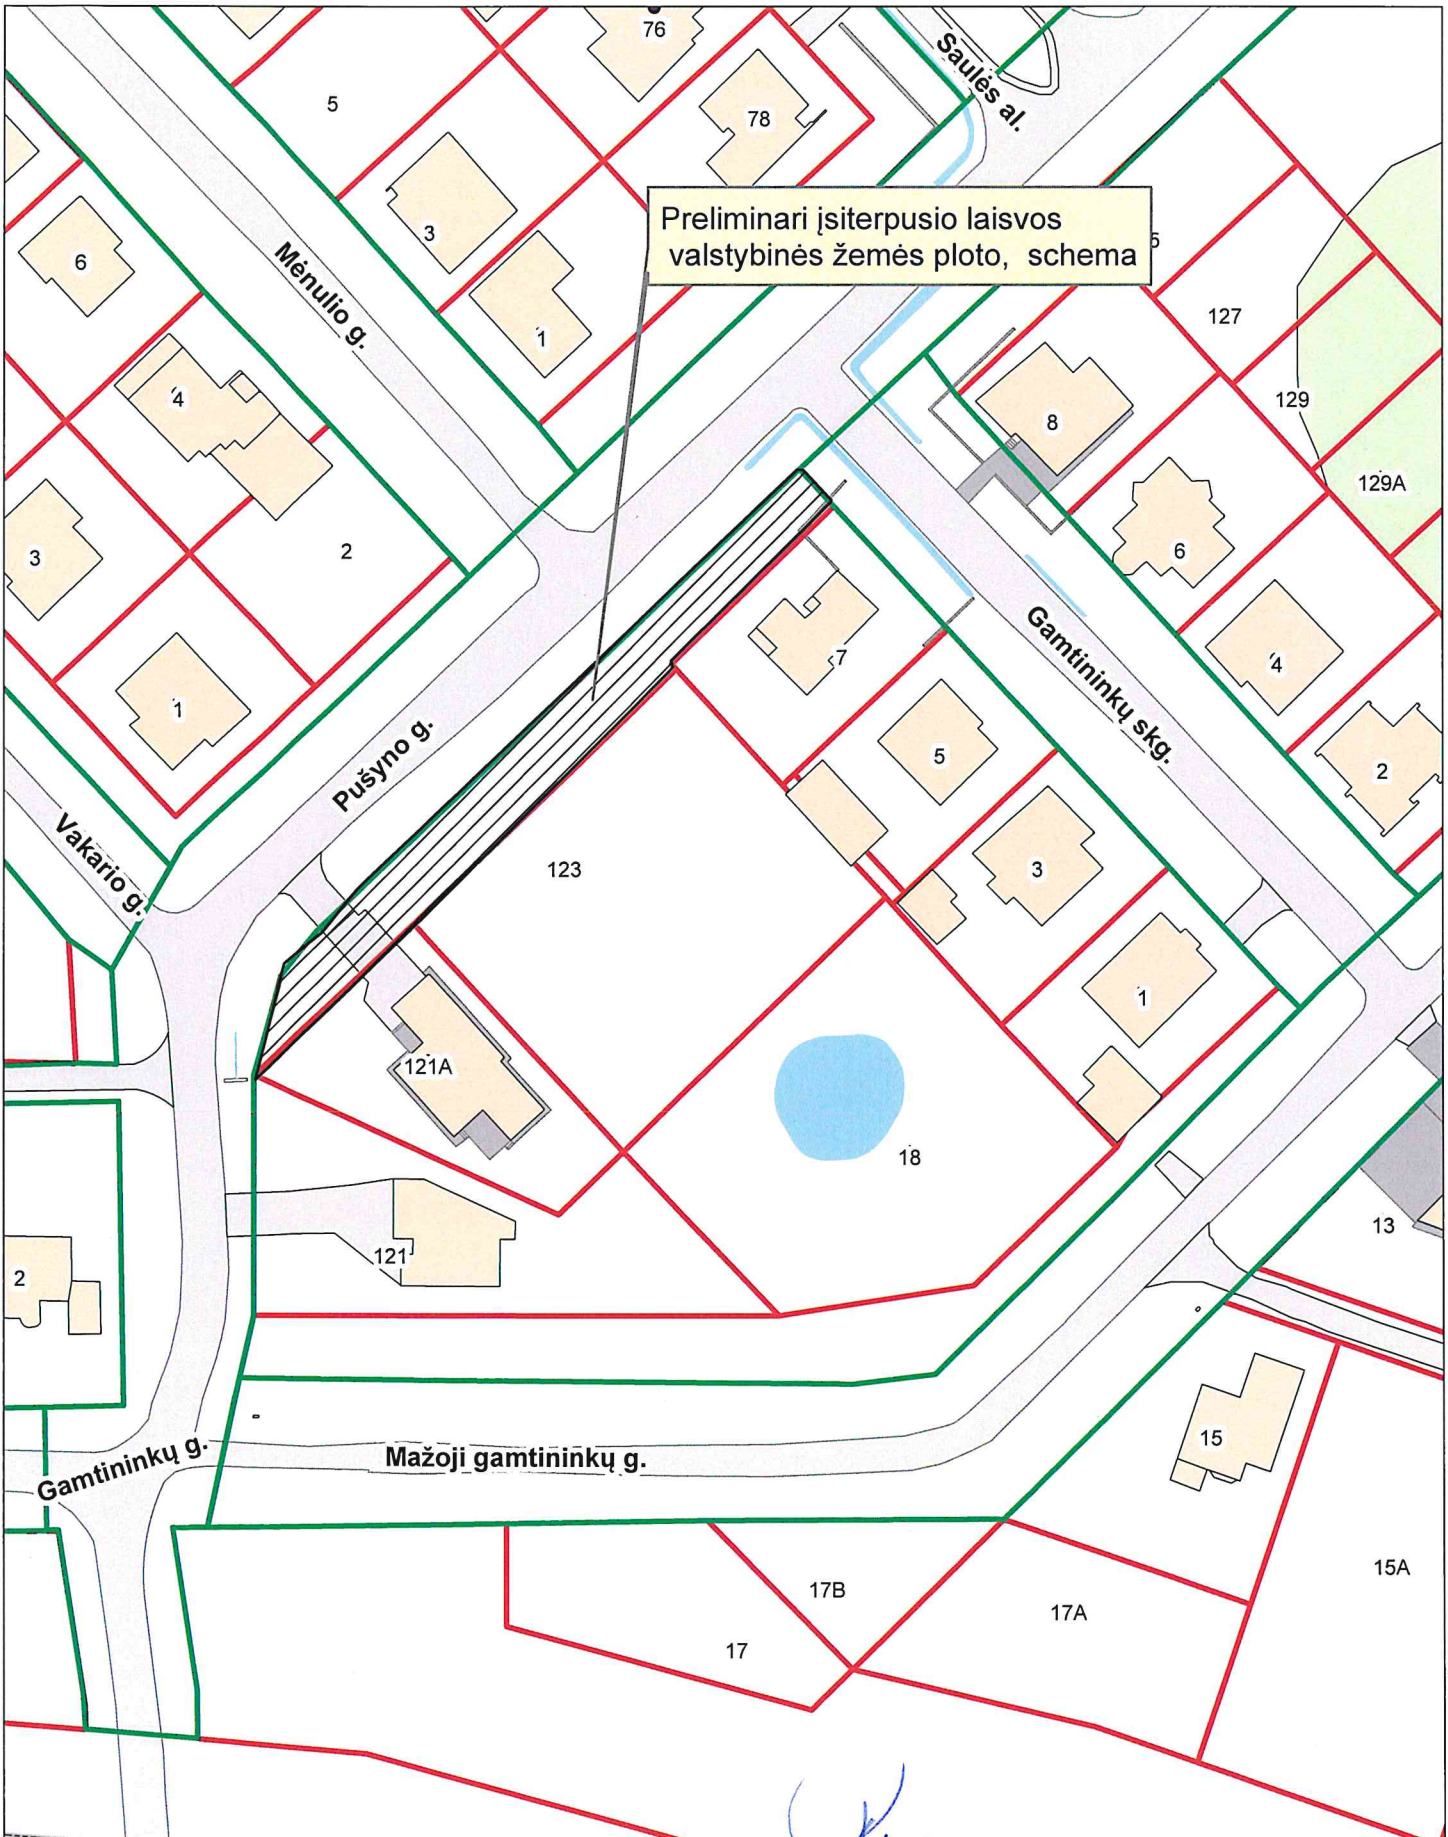 76
5
78
Saulės al.
3
Preliminari įsiterpusio laisvos
valstybinės žemės ploto, schema
5
6
Mėnulio g.
1
127
4
129
8
129A
2
3
6
7
Gamtininkų skg.
4
1
5
2
Pušyno g.
Vakario g.
123
3
1
121A
18
13
121
2
15
Gamtininkų g.
Mažoji gamtininkų g.
15A
17B
17A
17